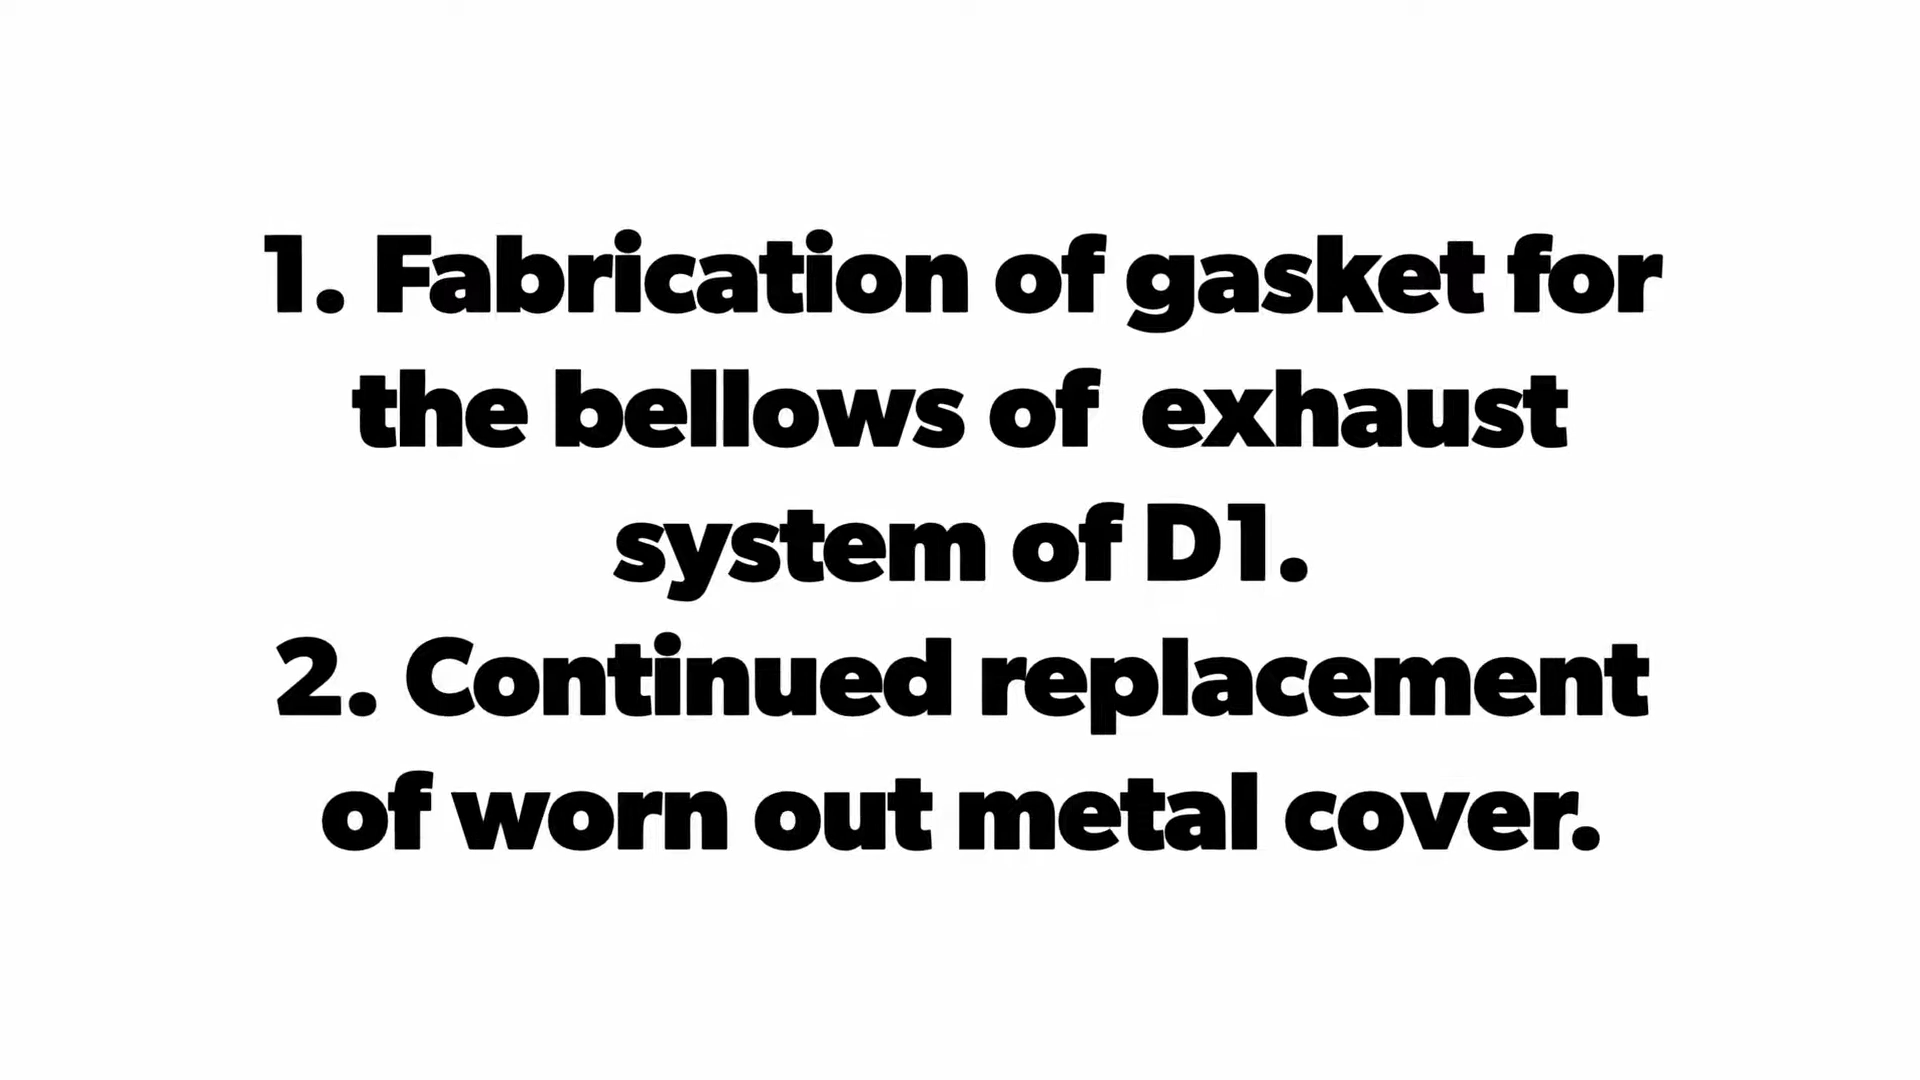 1. Fabrication of gasket for
the bellows of  exhaust
system of D1.
2. Continued replacement
of worn out metal cover.